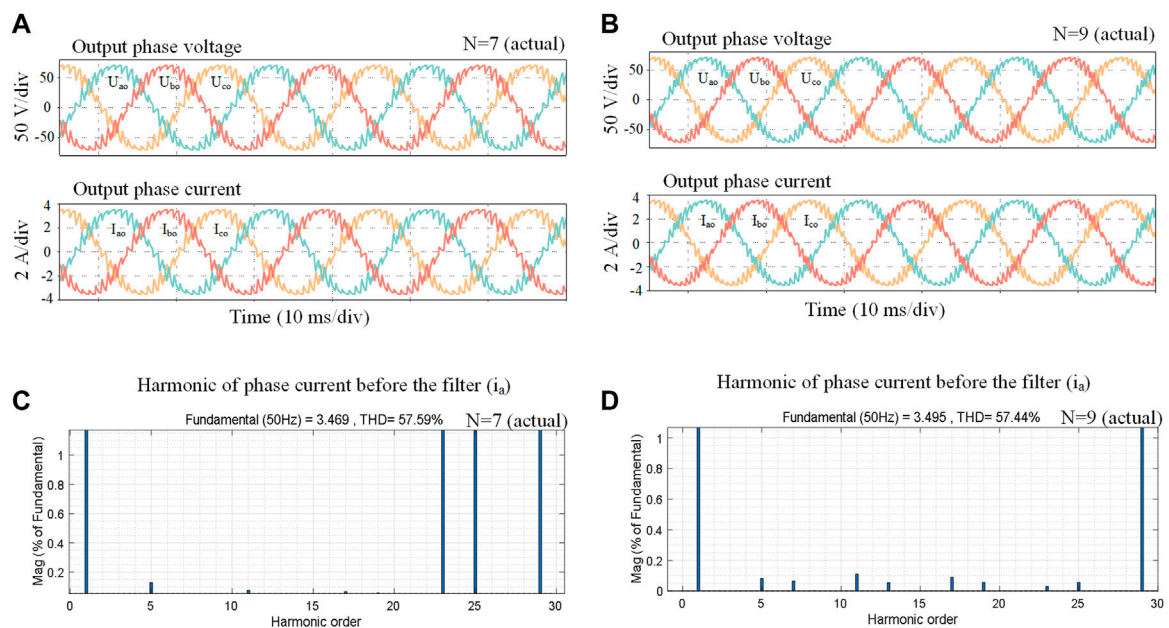 A
Output phase voltage
N=7 (actual)
50 V/div
50
0
-50
Uao
Ubo
Uco
Output phase current
2 A/div
4
2
0
-2
-4
Iao
Ibo
Ico
Time (10 ms/div)
B
Output phase voltage
N=9 (actual)
50 V/div
50
0
-50
Uao
Ubo
Uco
Output phase current
2 A/div
4
2
0
-2
-4
Iao
Ibo
Ico
Time (10 ms/div)
Harmonic of phase current before the filter (ia)
C
Fundamental (50Hz) = 3.469 , THD= 57.59%
N=7 (actual)
Mag (% of Fundamental)
1
0.8
0.6
0.4
0.2
0 5 10 15 20 25 30
Harmonic order
Harmonic of phase current before the filter (ia)
D
Fundamental (50Hz) = 3.495 , THD= 57.44%
N=9 (actual)
Mag (% of Fundamental)
1
0.8
0.6
0.4
0.2
0
0 5 10 15 20 25 30
Harmonic order